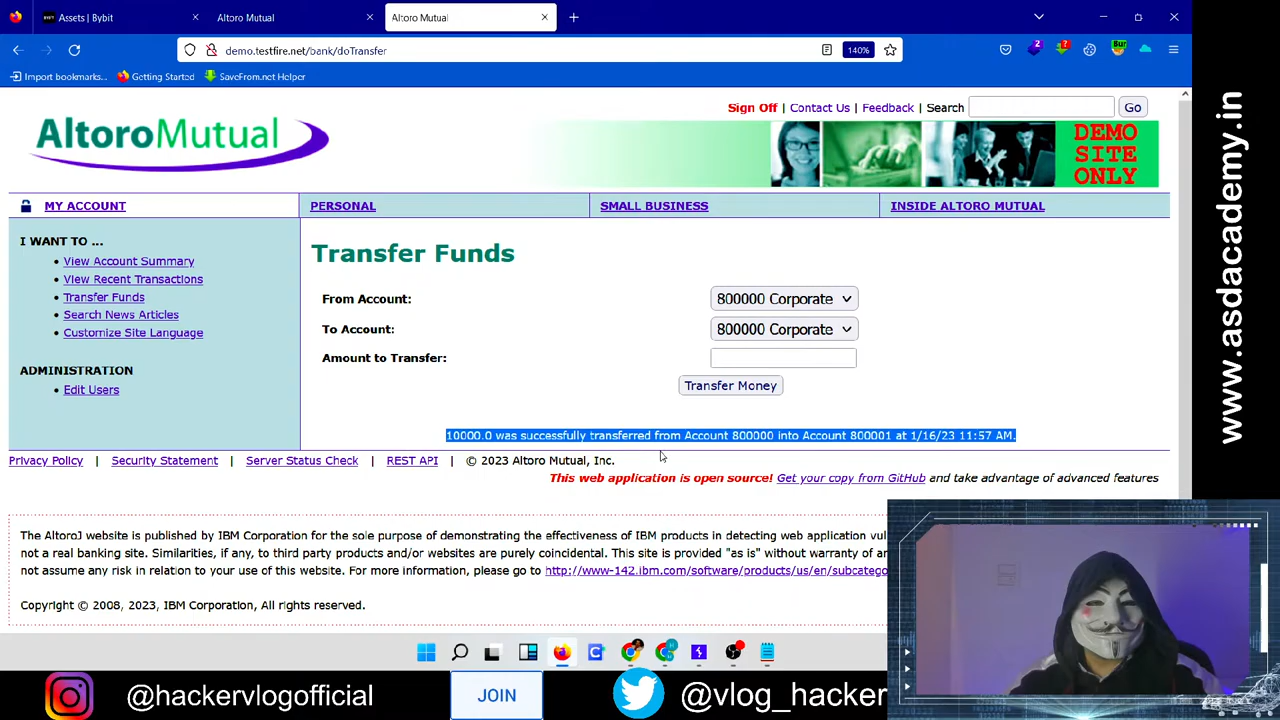 Assets | Bybit
Altoro Mutual
Altoro Mutual
demo.testfire.net/bank/doTransfer
140%
2
?
Bur
Import bookmarks...
Getting Started
SaveFrom.net Helper
Sign Off | Contact Us | Feedback | Search
Go
AltoroMutual
DEMO
SITE
ONLY
MY ACCOUNT
PERSONAL
SMALL BUSINESS
INSIDE ALTORO MUTUAL
I WANT TO ...
View Account Summary
View Recent Transactions
Transfer Funds
Search News Articles
Customize Site Language
ADMINISTRATION
Edit Users
Transfer Funds
From Account:
800000 Corporate
To Account:
800000 Corporate
Amount to Transfer:
Transfer Money
10000.0 was successfully transferred from Account 800000 into Account 800001 at 1/16/23 11:57 AM.
Privacy Policy | Security Statement | Server Status Check | REST API | © 2023 Altoro Mutual, Inc.
This web application is open source! Get your copy from GitHub and take advantage of advanced features
The AltoroJ website is published by IBM Corporation for the sole purpose of demonstrating the effectiveness of IBM products in detecting web application vul
not a real banking site. Similarities, if any, to third party products and/or websites are purely coincidental. This site is provided "as is" without warranty of a
not assume any risk in relation to your use of this website. For more information, please go to http://www-142.ibm.com/software/products/us/en/subcatego
Copyright © 2008, 2023, IBM Corporation, All rights reserved.
@hackervlogofficial
JOIN
@vlog_hacker
www.asdacademy.in